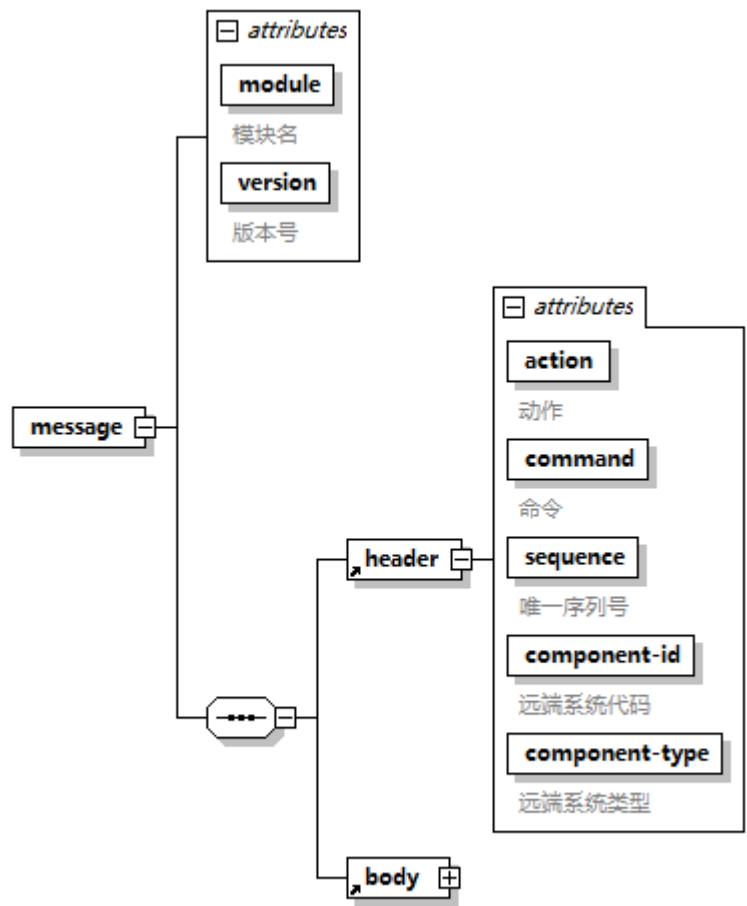 attributes
module
模块名
version
版本号
attributes
action
动作
message
command
命令
header
sequence
唯一序列号
component-id
远端系统代码
component-type
远端系统类型
body